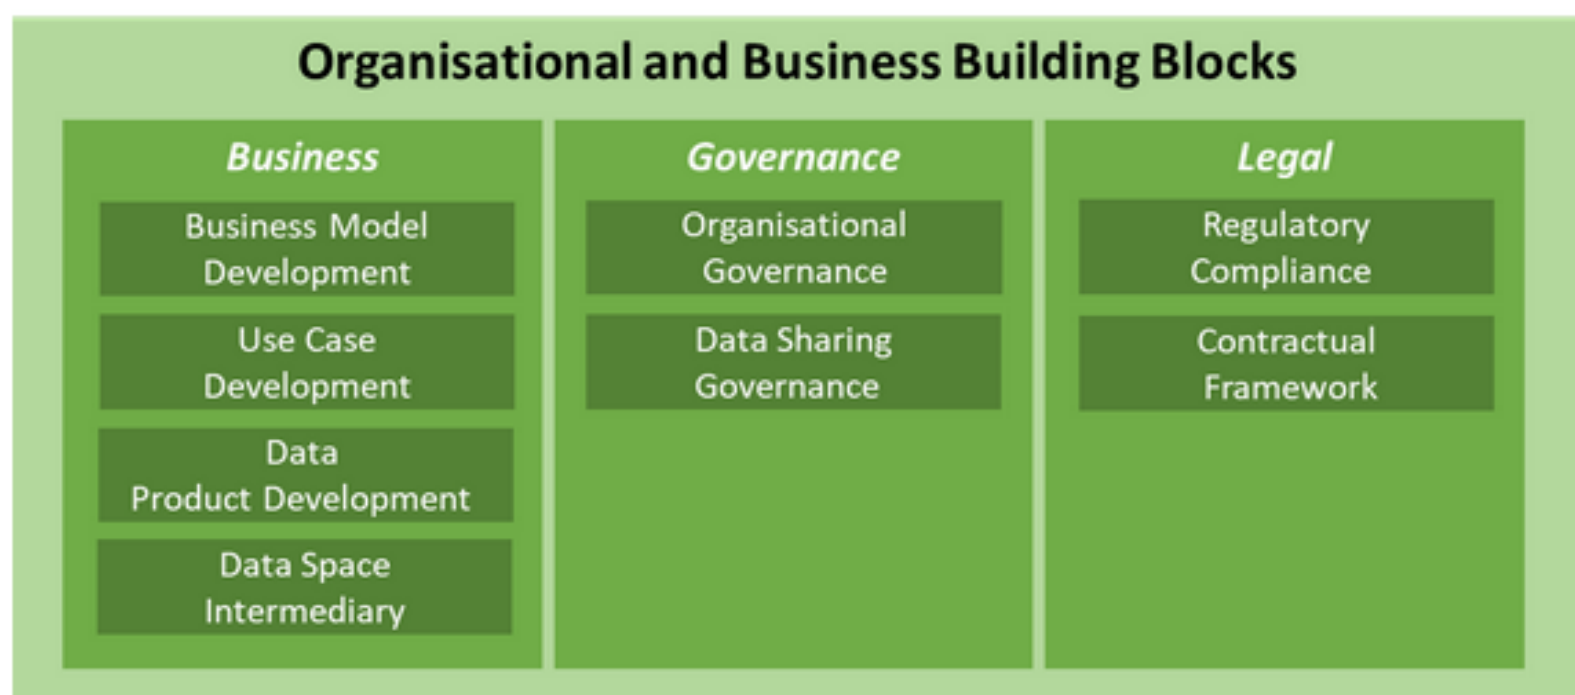 Organisational and Business Building Blocks
Business
Business Model
Development
Use Case
Development
Data
Product Development
Data Space
Intermediary
Governance
Organisational
Governance
Data Sharing
Governance
Legal
Regulatory
Compliance
Contractual
Framework